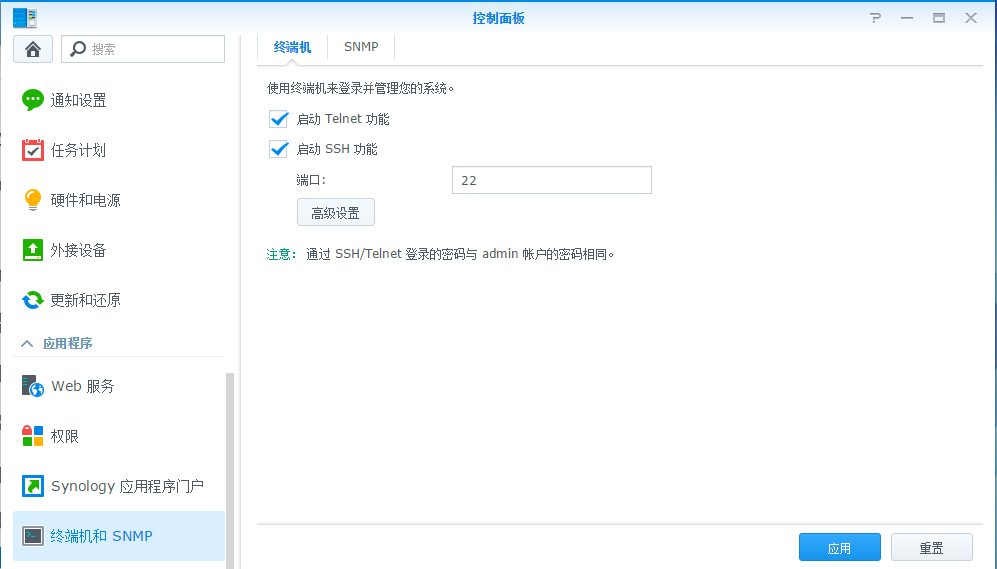 控制面板
搜索
通知设置
任务计划
硬件和电源
外接设备
更新和还原
应用程序
Web 服务
权限
Synology 应用程序门户
终端机和 SNMP
终端机 SNMP
使用终端机来登录并管理您的系统。
启动 Telnet 功能
启动 SSH 功能
端口: 22
高级设置
注意: 通过 SSH/Telnet 登录的密码与 admin 帐户的密码相同。
应用 重置